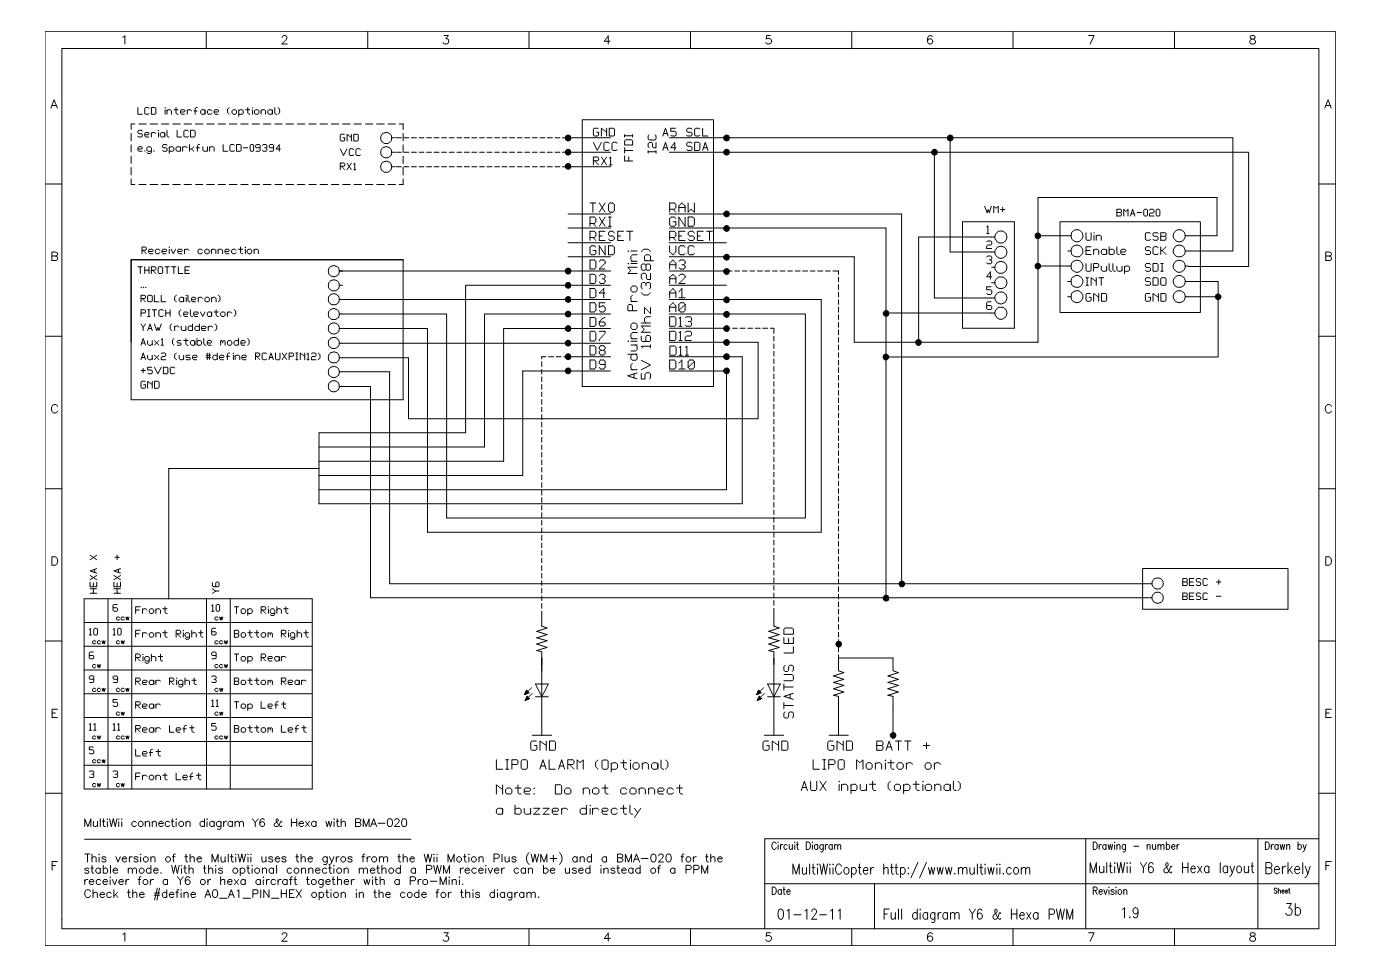 1 2 3 4 5 6 7 8
A A
B B
C C
D D
E E
F F
LCD interface (optional)
Serial LCD
e.g. Sparkfun LCD-09394
GND
VCC
RX1
GND
VCC
RX1
FTDI
I2C
A5 SCL
A4 SDA
TXO
RXI
RESET
GND
D2
D3
D4
D5
D6
D7
D8
D9
Arduino Pro Mini
5V 16Mhz (328p)
RAW
GND
RESET
VCC
A3
A2
A1
A0
D13
D12
D11
D10
WM+
1
2
3
4
5
6
BMA-020
Uin CSB
Enable SCK
UPullup SDI
INT SDO
GND GND
Receiver connection
THROTTLE
...
ROLL (aileron)
PITCH (elevator)
YAW (rudder)
Aux1 (stable mode)
Aux2 (use #define RCAUXPIN12)
+5VDC
GND
BESC +
BESC -
HEXA X HEXA + Y6
6 CCW Front 10 CW Top Right
10 CCW 10 CW Front Right 6 CCW Bottom Right
6 CW Right 9 CCW Top Rear
9 CCW 9 CCW Rear Right 3 CW Bottom Rear
5 CW Rear 11 CW Top Left
11 CW 11 CCW Rear Left 5 CCW Bottom Left
5 CCW Left
3 CW 3 CW Front Left
GND
LIPO ALARM (Optional)
Note: Do not connect
a buzzer directly
STATUS LED
GND
GND BATT +
LIPO Monitor or
AUX input (optional)
MultiWii connection diagram Y6 & Hexa with BMA-020
This version of the MultiWii uses the gyros from the Wii Motion Plus (WM+) and a BMA-020 for the
stable mode. With this optional connection method a PWM receiver can be used instead of a PPM
receiver for a Y6 or hexa aircraft together with a Pro-Mini.
Check the #define A0_A1_PIN_HEX option in the code for this diagram.
Circuit Diagram
MultiWiiCopter http://www.multiwii.com
Drawing - number
MultiWii Y6 & Hexa layout
Drawn by
Berkely
Date
01-12-11
Full diagram Y6 & Hexa PWM
Revision
1.9
Sheet
3b
1 2 3 4 5 6 7 8